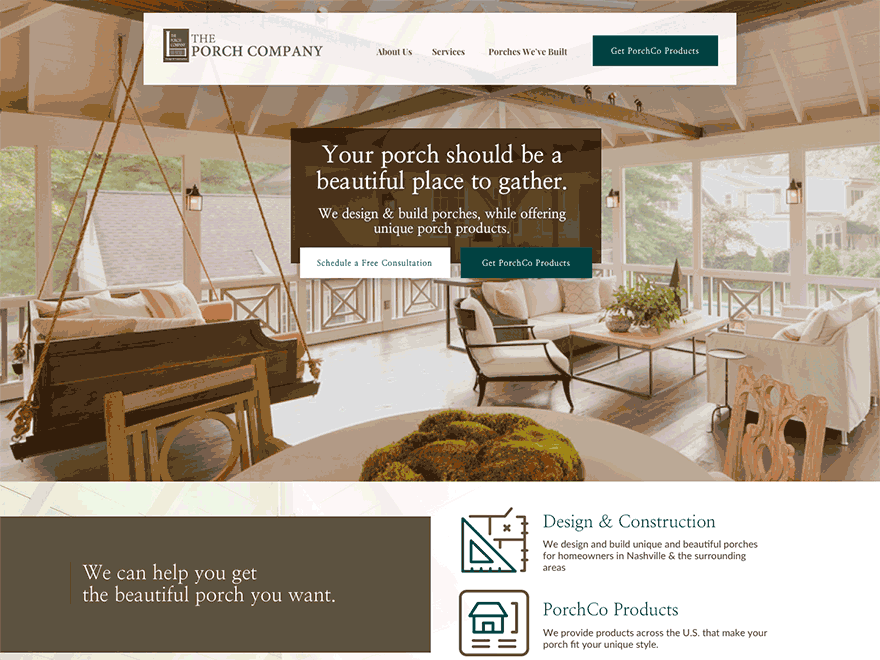 THE
PORCH COMPANY
About Us
Services
Porches We've Built
Get PorchCo Products
Your porch should be a
beautiful place to gather.
We design & build porches, while offering
unique porch products.
Schedule a Free Consultation
Get PorchCo Products
We can help you get
the beautiful porch you want.
Design & Construction
We design and build unique and beautiful porches
for homeowners in Nashville & the surrounding
areas
PorchCo Products
We provide products across the U.S. that make your
porch fit your unique style.